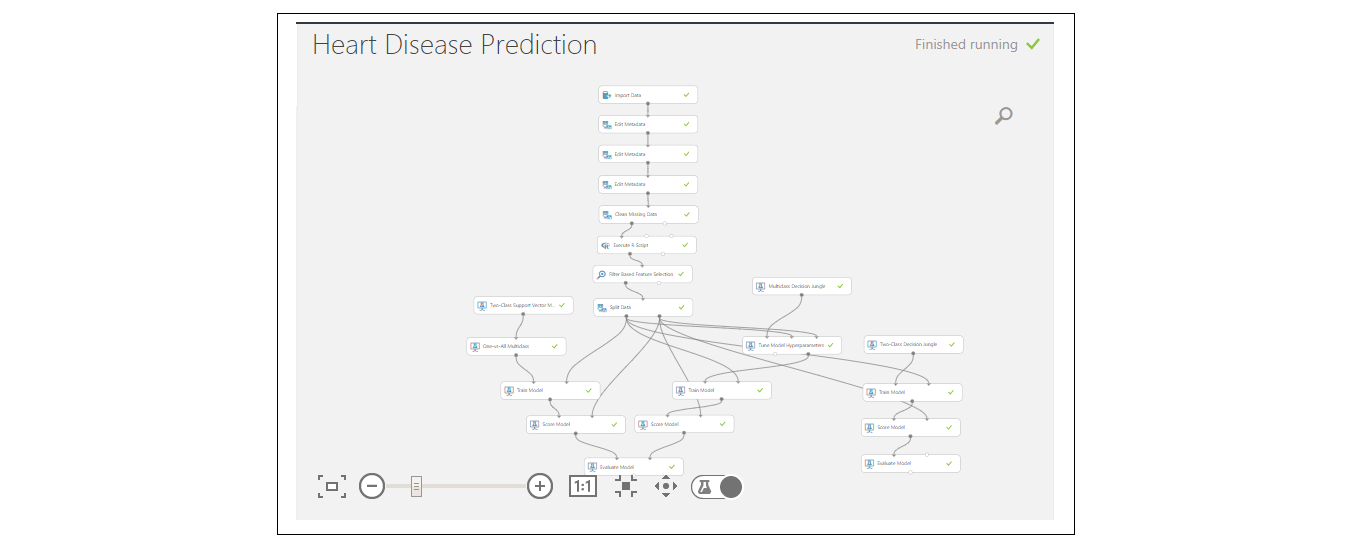 Heart Disease Prediction
Finished running
Import Data
Edit Metadata
Edit Metadata
Edit Metadata
Clean Missing Data
Execute R Script
Filter Based Feature Selection
Multiclass Decision Jungle
Two-Class Support Vector M...
Split Data
One-vs-All Multiclass
Tune Model Hyperparameters
Two-Class Decision Jungle
Train Model
Train Model
Train Model
Score Model
Score Model
Score Model
Evaluate Model
Evaluate Model
1:1